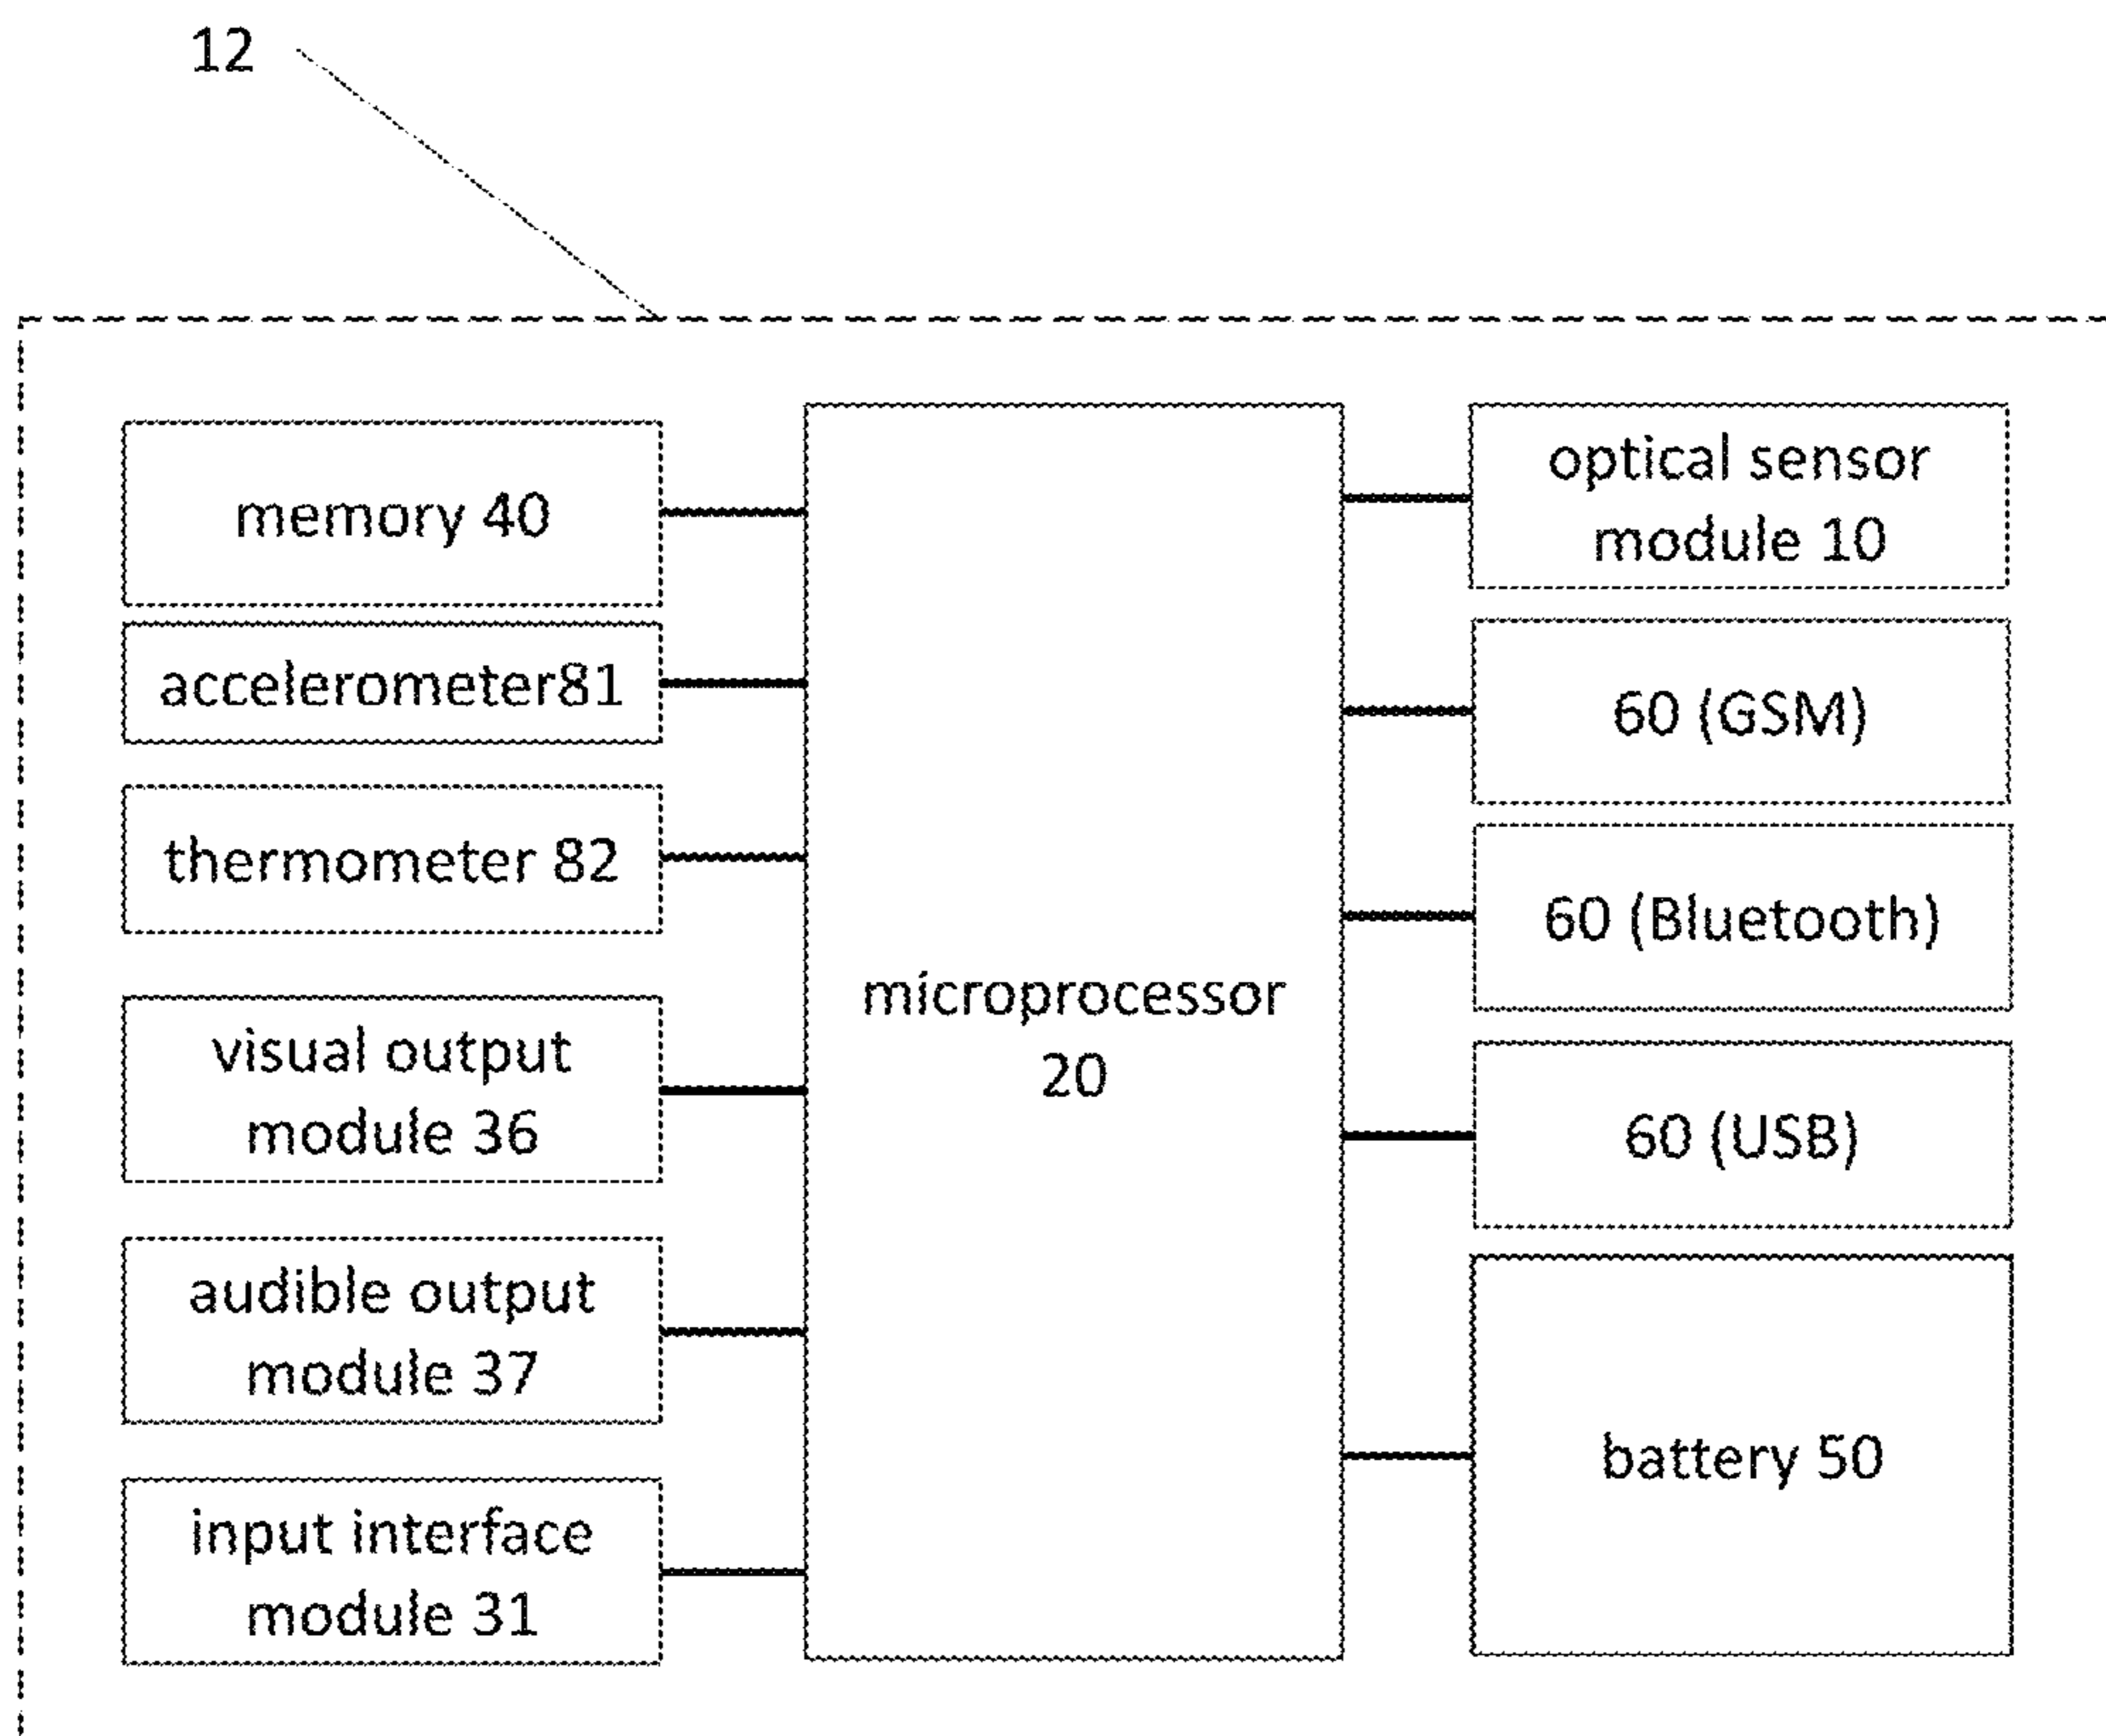 12
memory 40
accelerometer81
thermometer 82
visual output
module 36
audible output
module 37
input interface
module 31
microprocessor
20
optical sensor
module 10
60 (GSM)
60 (Bluetooth)
60 (USB)
battery 50